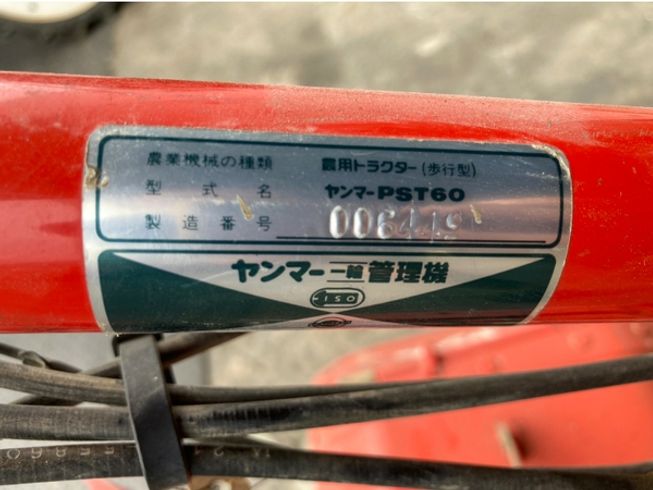 農業機械の種類 農用トラクター(歩行型)
型式名 ヤンマーPST60
製造番号 006449
ヤンマー一輪管理機
ISO